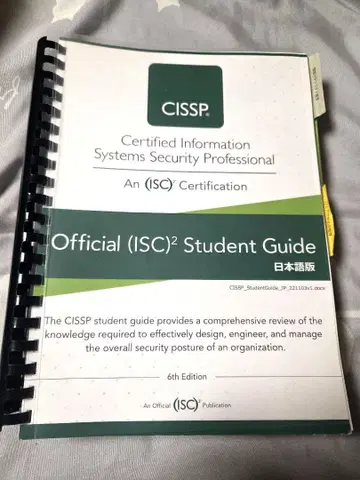 CISSP®
Certified Information
Systems Security Professional
An (ISC)² Certification
Official (ISC)² Student Guide
日本語版
CISSP_StudentGuide_JP_221103v1.docx
The CISSP student guide provides a comprehensive review of the
knowledge required to effectively design, engineer, and manage
the overall security posture of an organization.
6th Edition
An Official (ISC)² Publication